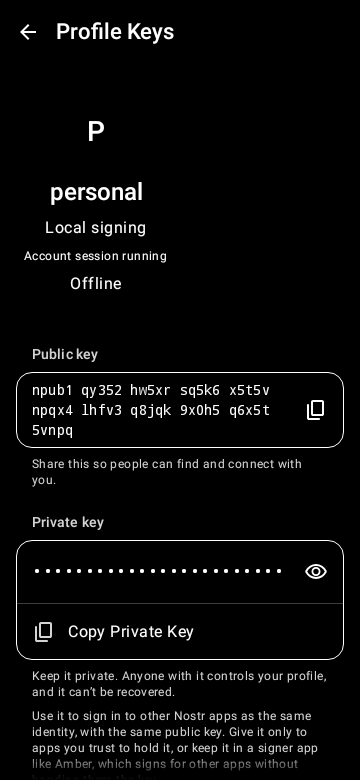 Profile Keys
P
personal
Local signing
Account session running
Offline
Public key
npub1 qy352 hw5xr sq5k6 x5t5v
npqx4 lhfv3 q8jqk 9x0h5 q6x5t
5vnpq
Share this so people can find and connect with
you.
Private key
••••••••••••••••••••••••
Copy Private Key
Keep it private. Anyone with it controls your profile,
and it can't be recovered.
Use it to sign in to other Nostr apps as the same
identity, with the same public key. Give it only to
apps you trust to hold it, or keep it in a signer app
like Amber, which signs for other apps without